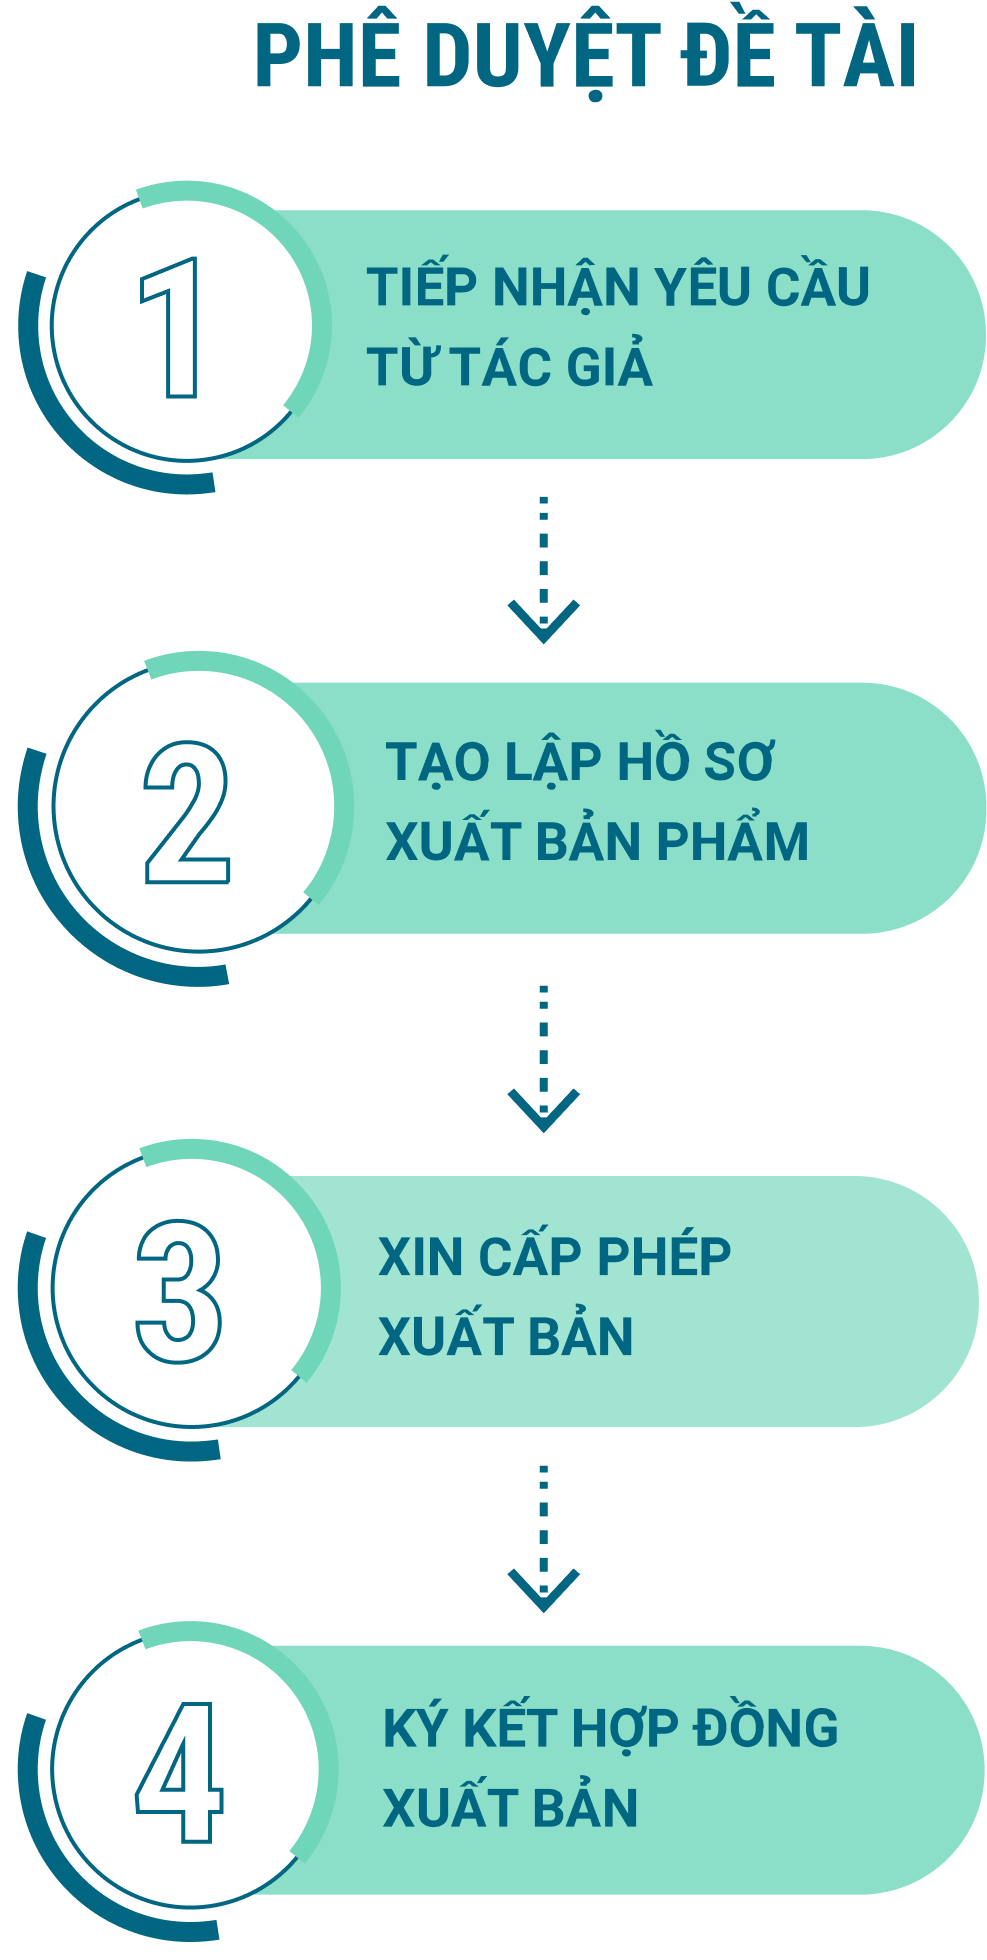 PHÊ DUYỆT ĐỀ TÀI
1
TIẾP NHẬN YÊU CẦU
TỪ TÁC GIẢ
2
TẠO LẬP HỒ SƠ
XUẤT BẢN PHẨM
3
XIN CẤP PHÉP
XUẤT BẢN
4
KÝ KẾT HỢP ĐỒNG
XUẤT BẢN